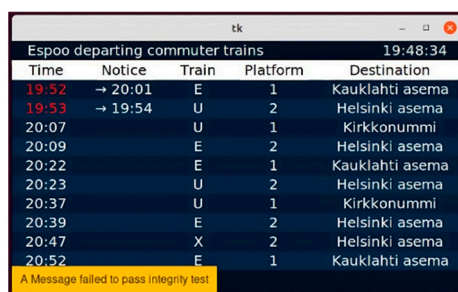 tk
Espoo departing commuter trains 19:48:34
Time Notice Train Platform Destination
19:52 → 20:01 E 1 Kauklahti asema
19:53 → 19:54 U 2 Helsinki asema
20:07 U 1 Kirkkonummi
20:09 E 2 Helsinki asema
20:22 E 1 Kauklahti asema
20:23 U 2 Helsinki asema
20:37 U 1 Kirkkonummi
20:39 E 2 Helsinki asema
20:47 X 2 Helsinki asema
20:52 E 1 Kauklahti asema
A Message failed to pass integrity test